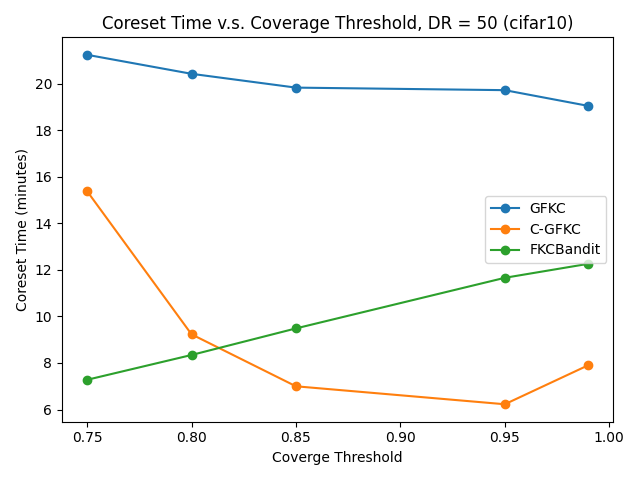 Coreset Time v.s. Coverage Threshold, DR = 50 (cifar10)
Coreset Time (minutes)
20
18
16
14
12
10
8
6
GFKC
C-GFKC
FKCBandit
0.75 0.80 0.85 0.90 0.95 1.00
Coverge Threshold